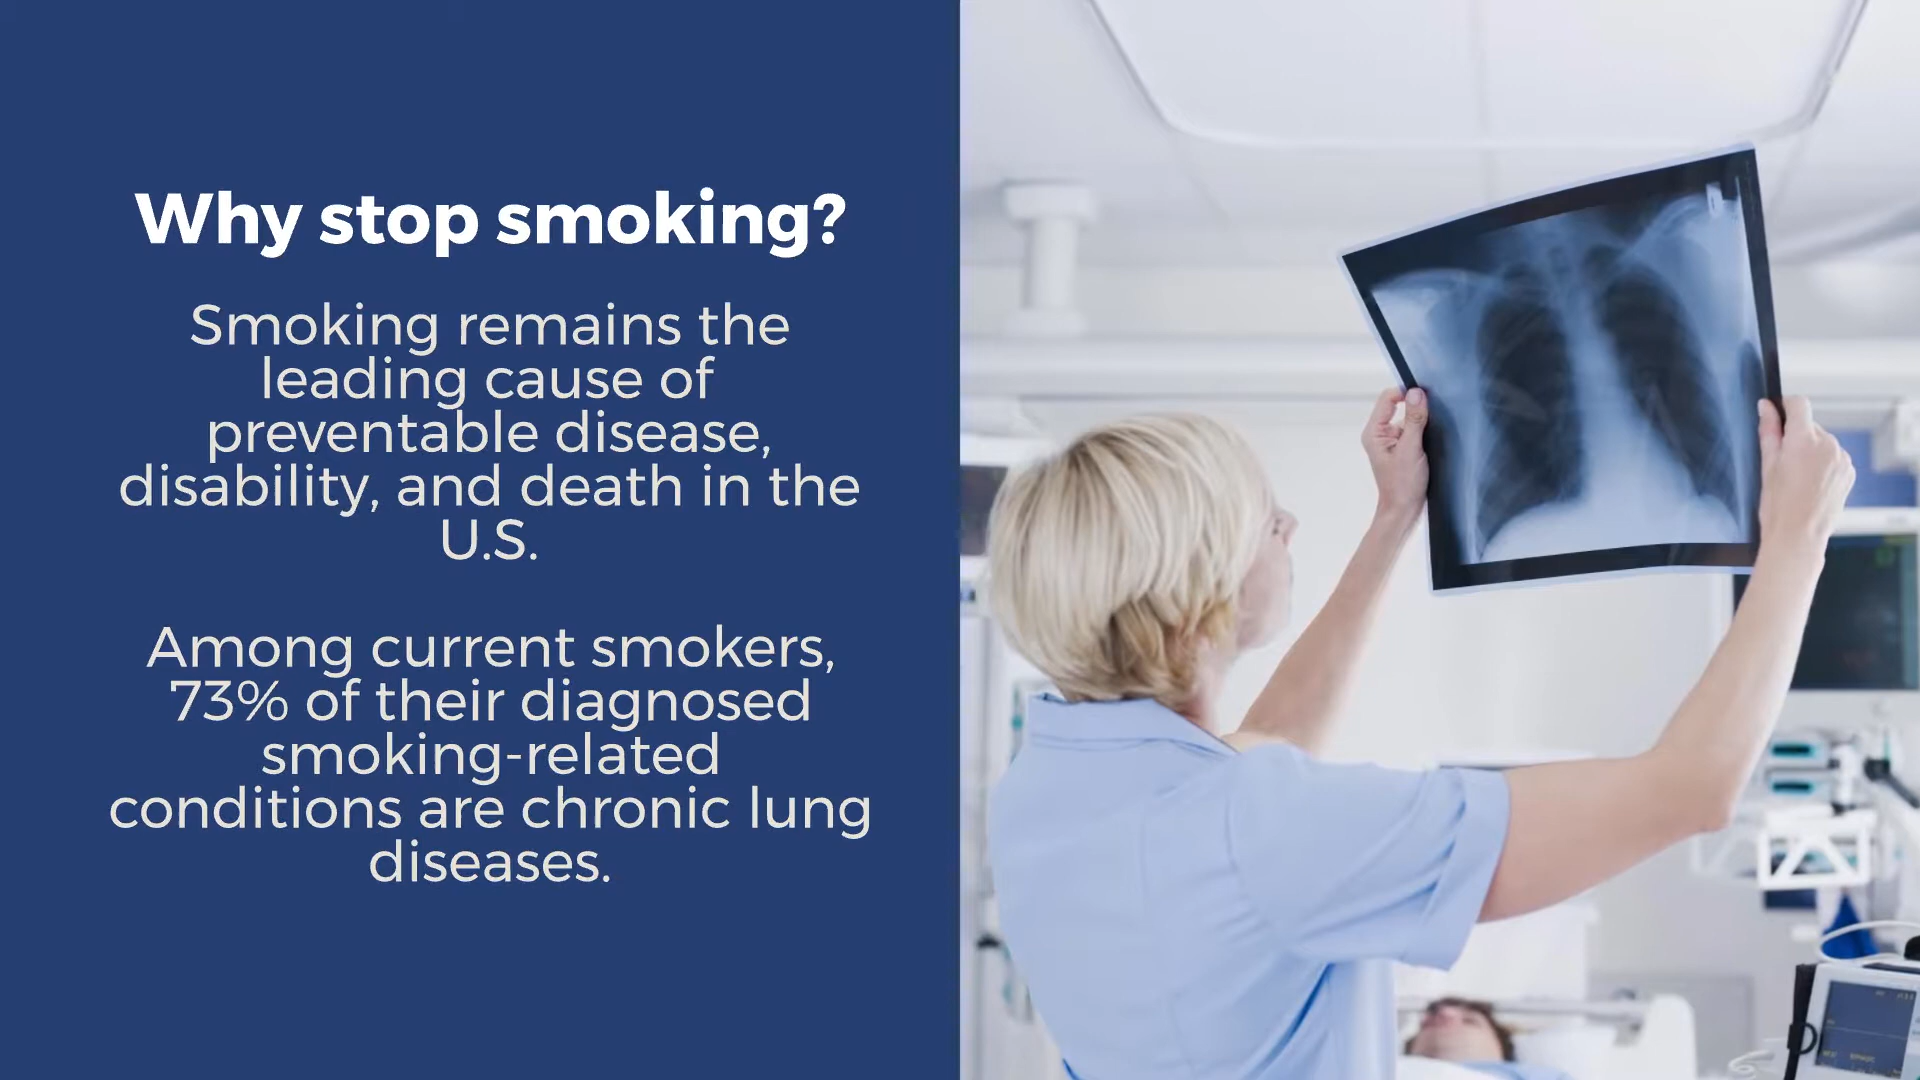 Why stop smoking?
Smoking remains the
leading cause of
preventable disease,
disability, and death in the
U.S.
Among current smokers,
73% of their diagnosed
smoking-related
conditions are chronic lung
diseases.